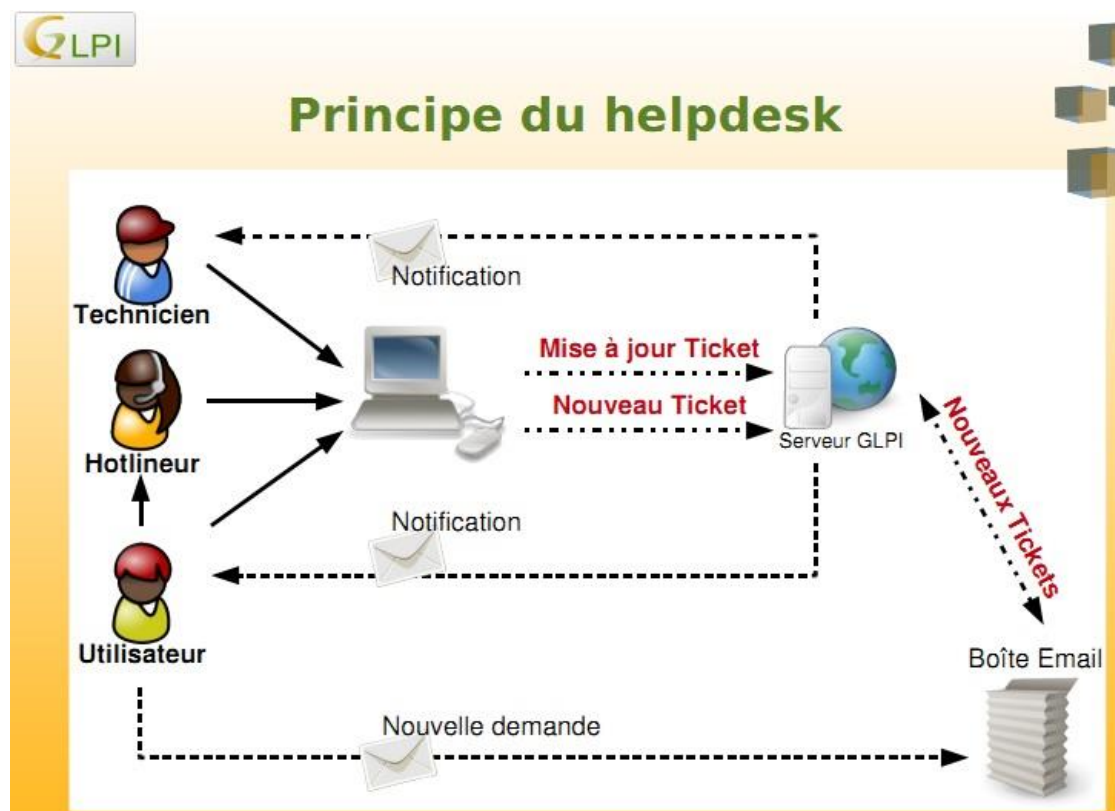 GLPI
Principe du helpdesk
Notification
Technicien
Mise à jour Ticket
Nouveau Ticket
Serveur GLPI
Nouveaux Tickets
Hotlineur
Notification
Utilisateur
Boîte Email
Nouvelle demande